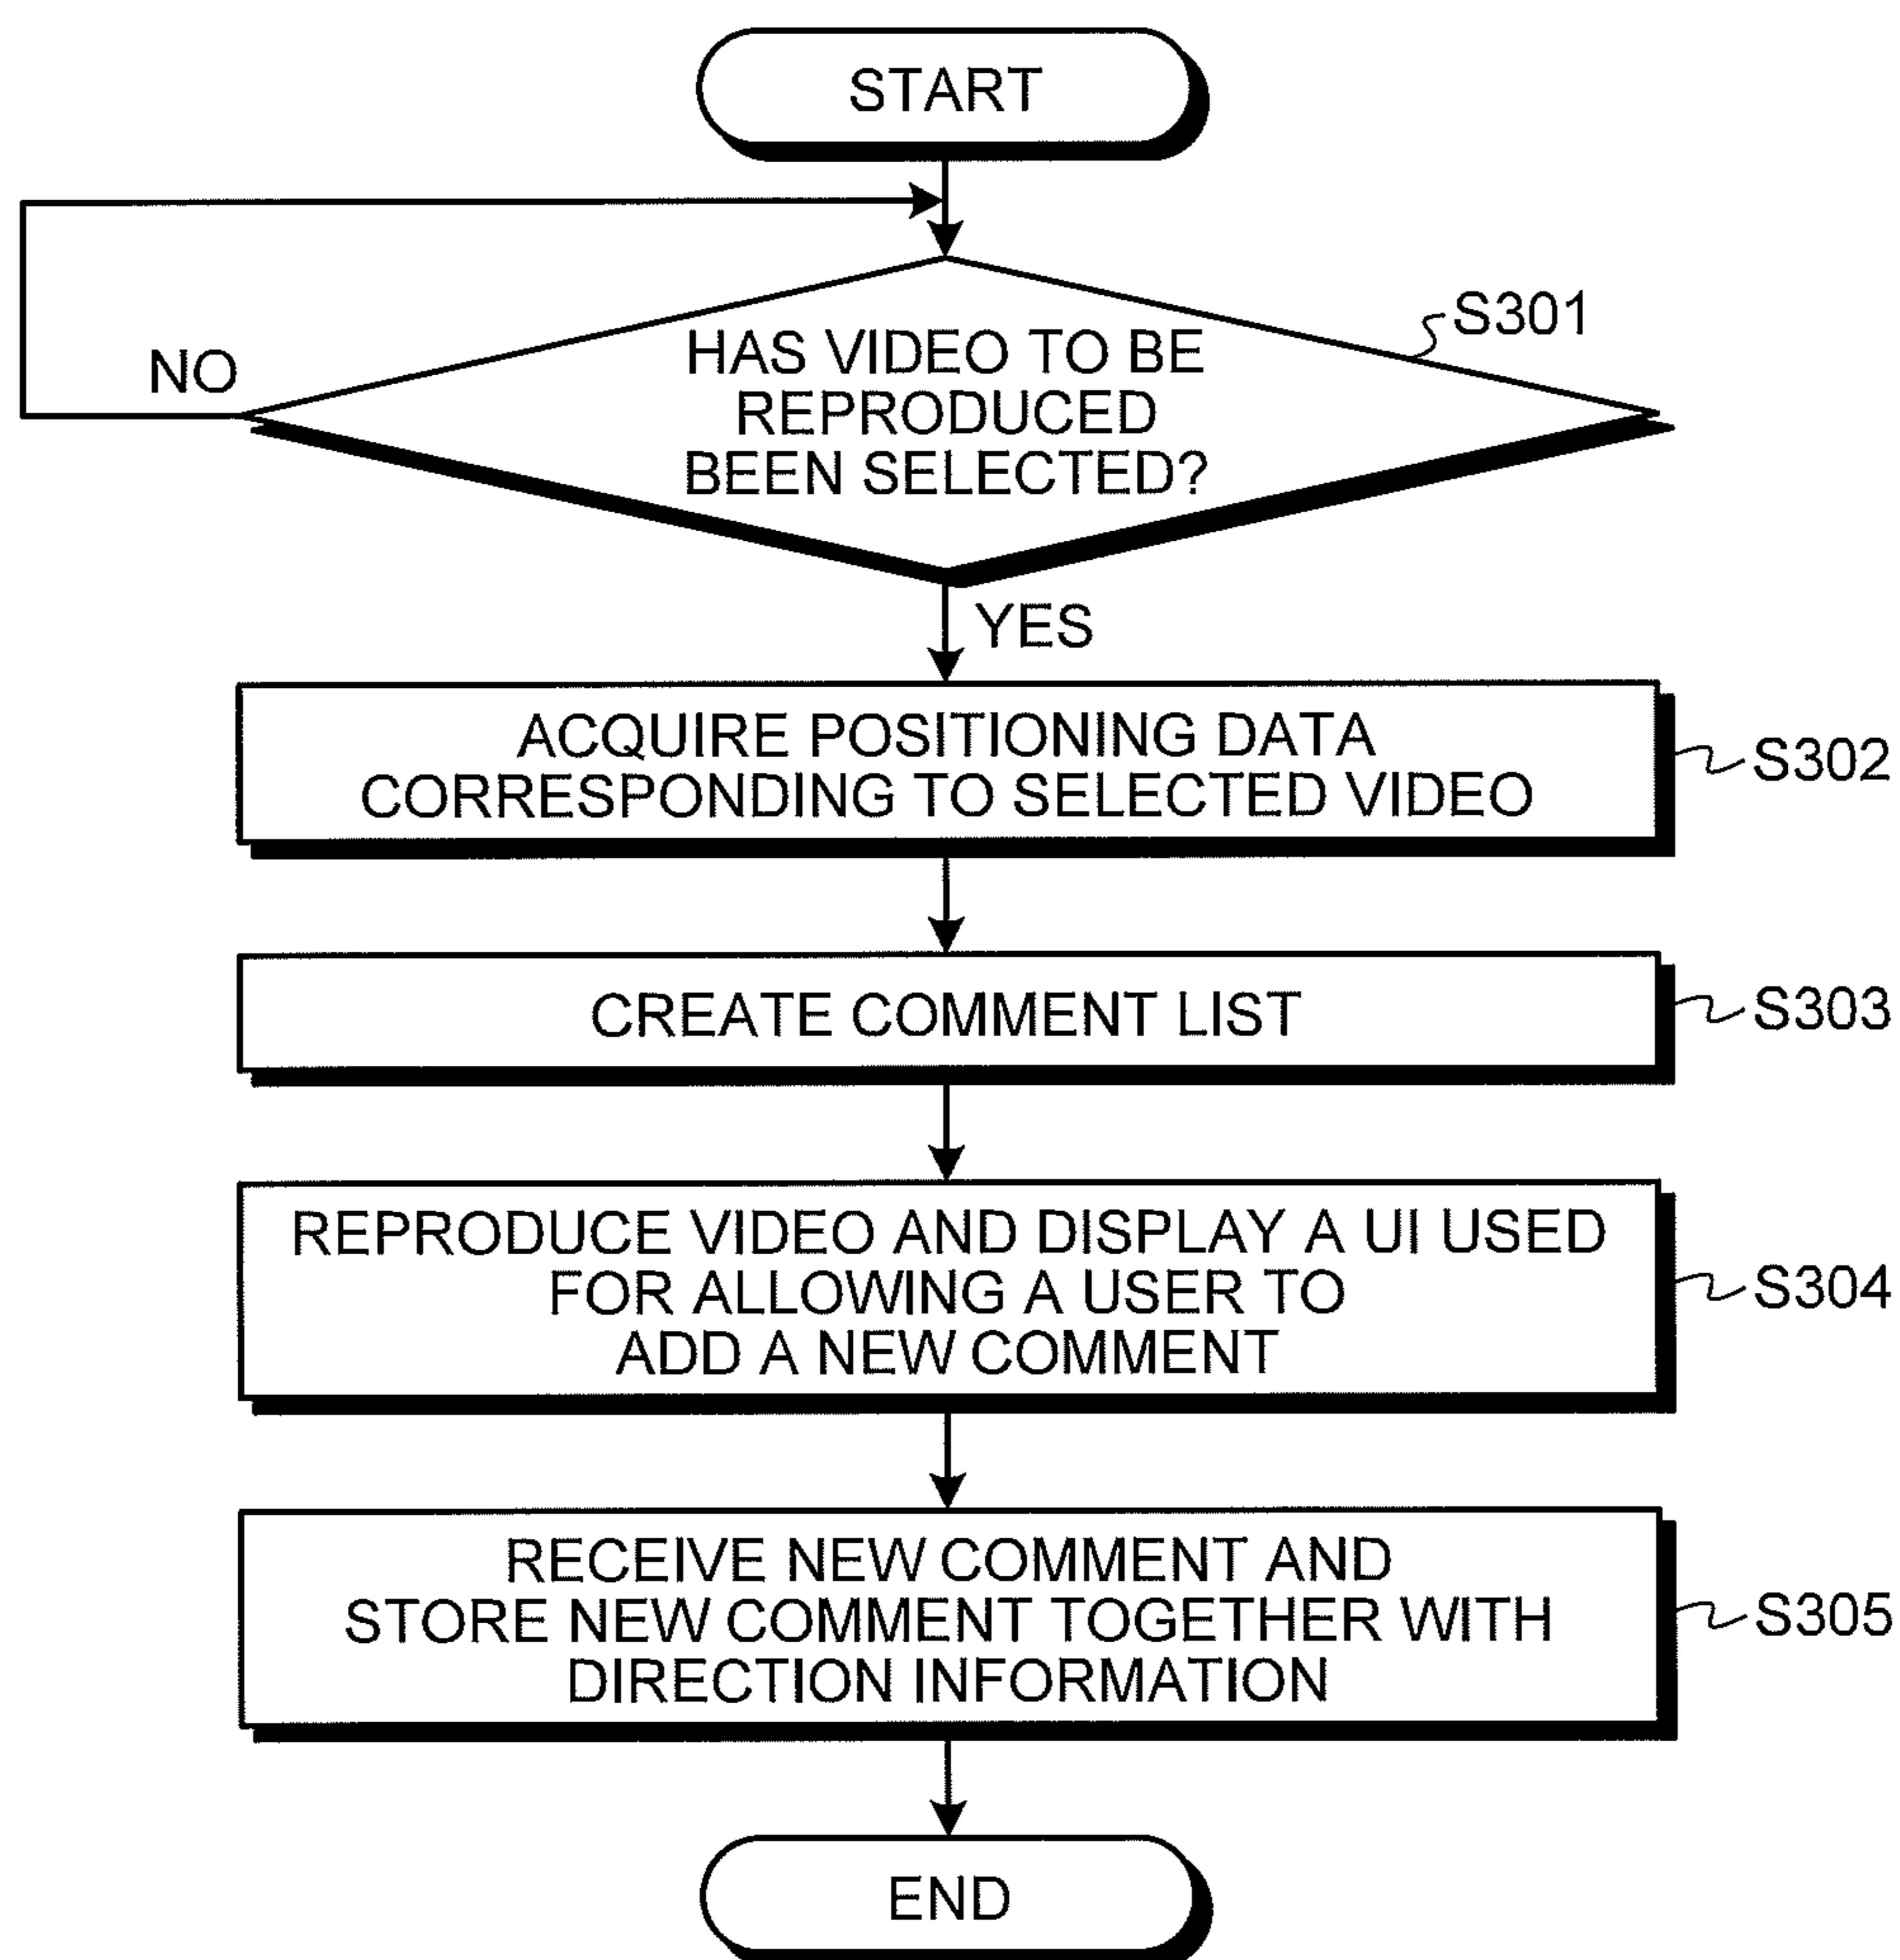 START
S301
HAS VIDEO TO BE
REPRODUCED
BEEN SELECTED?
NO
YES
ACQUIRE POSITIONING DATA
CORRESPONDING TO SELECTED VIDEO
S302
CREATE COMMENT LIST
S303
REPRODUCE VIDEO AND DISPLAY A UI USED
FOR ALLOWING A USER TO
ADD A NEW COMMENT
S304
RECEIVE NEW COMMENT AND
STORE NEW COMMENT TOGETHER WITH
DIRECTION INFORMATION
S305
END